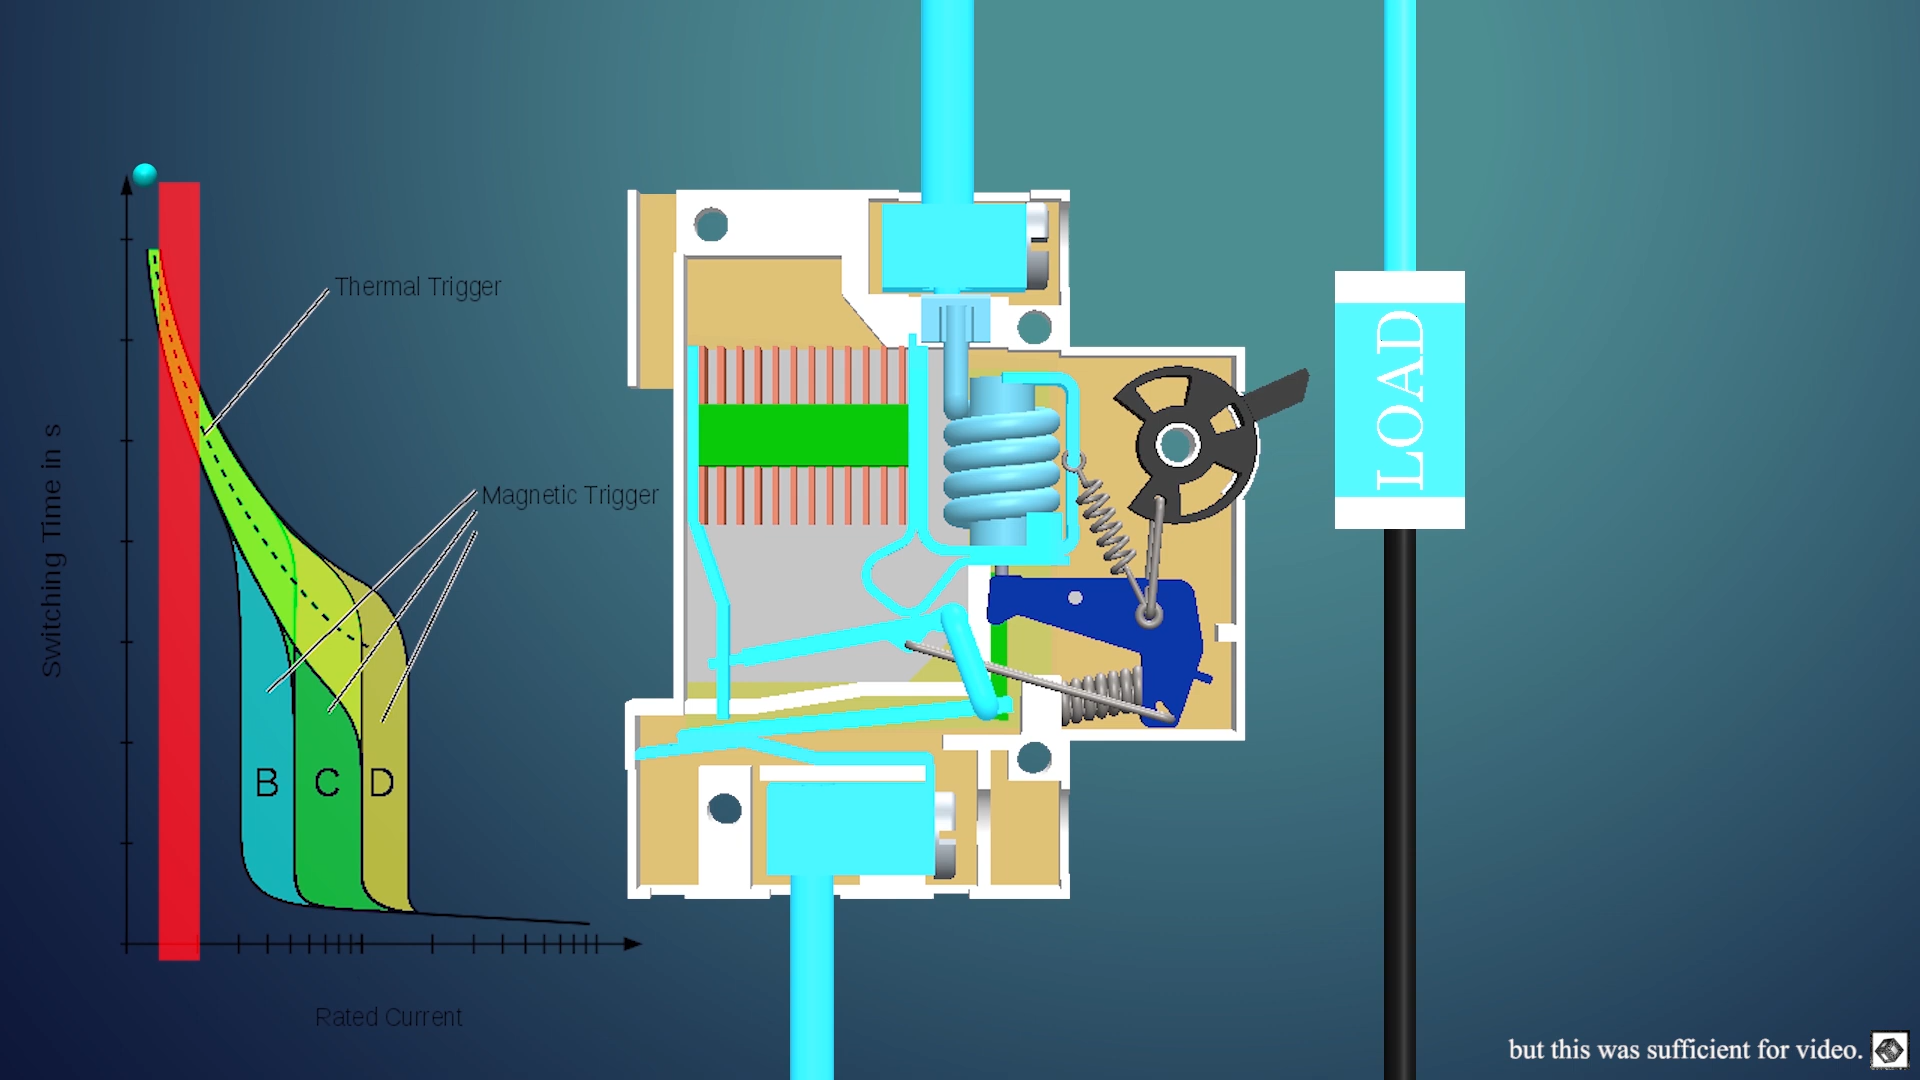 Thermal Trigger
Magnetic Trigger
Switching Time in s
B
C
D
Rated Current
LOAD
but this was sufficient for video.